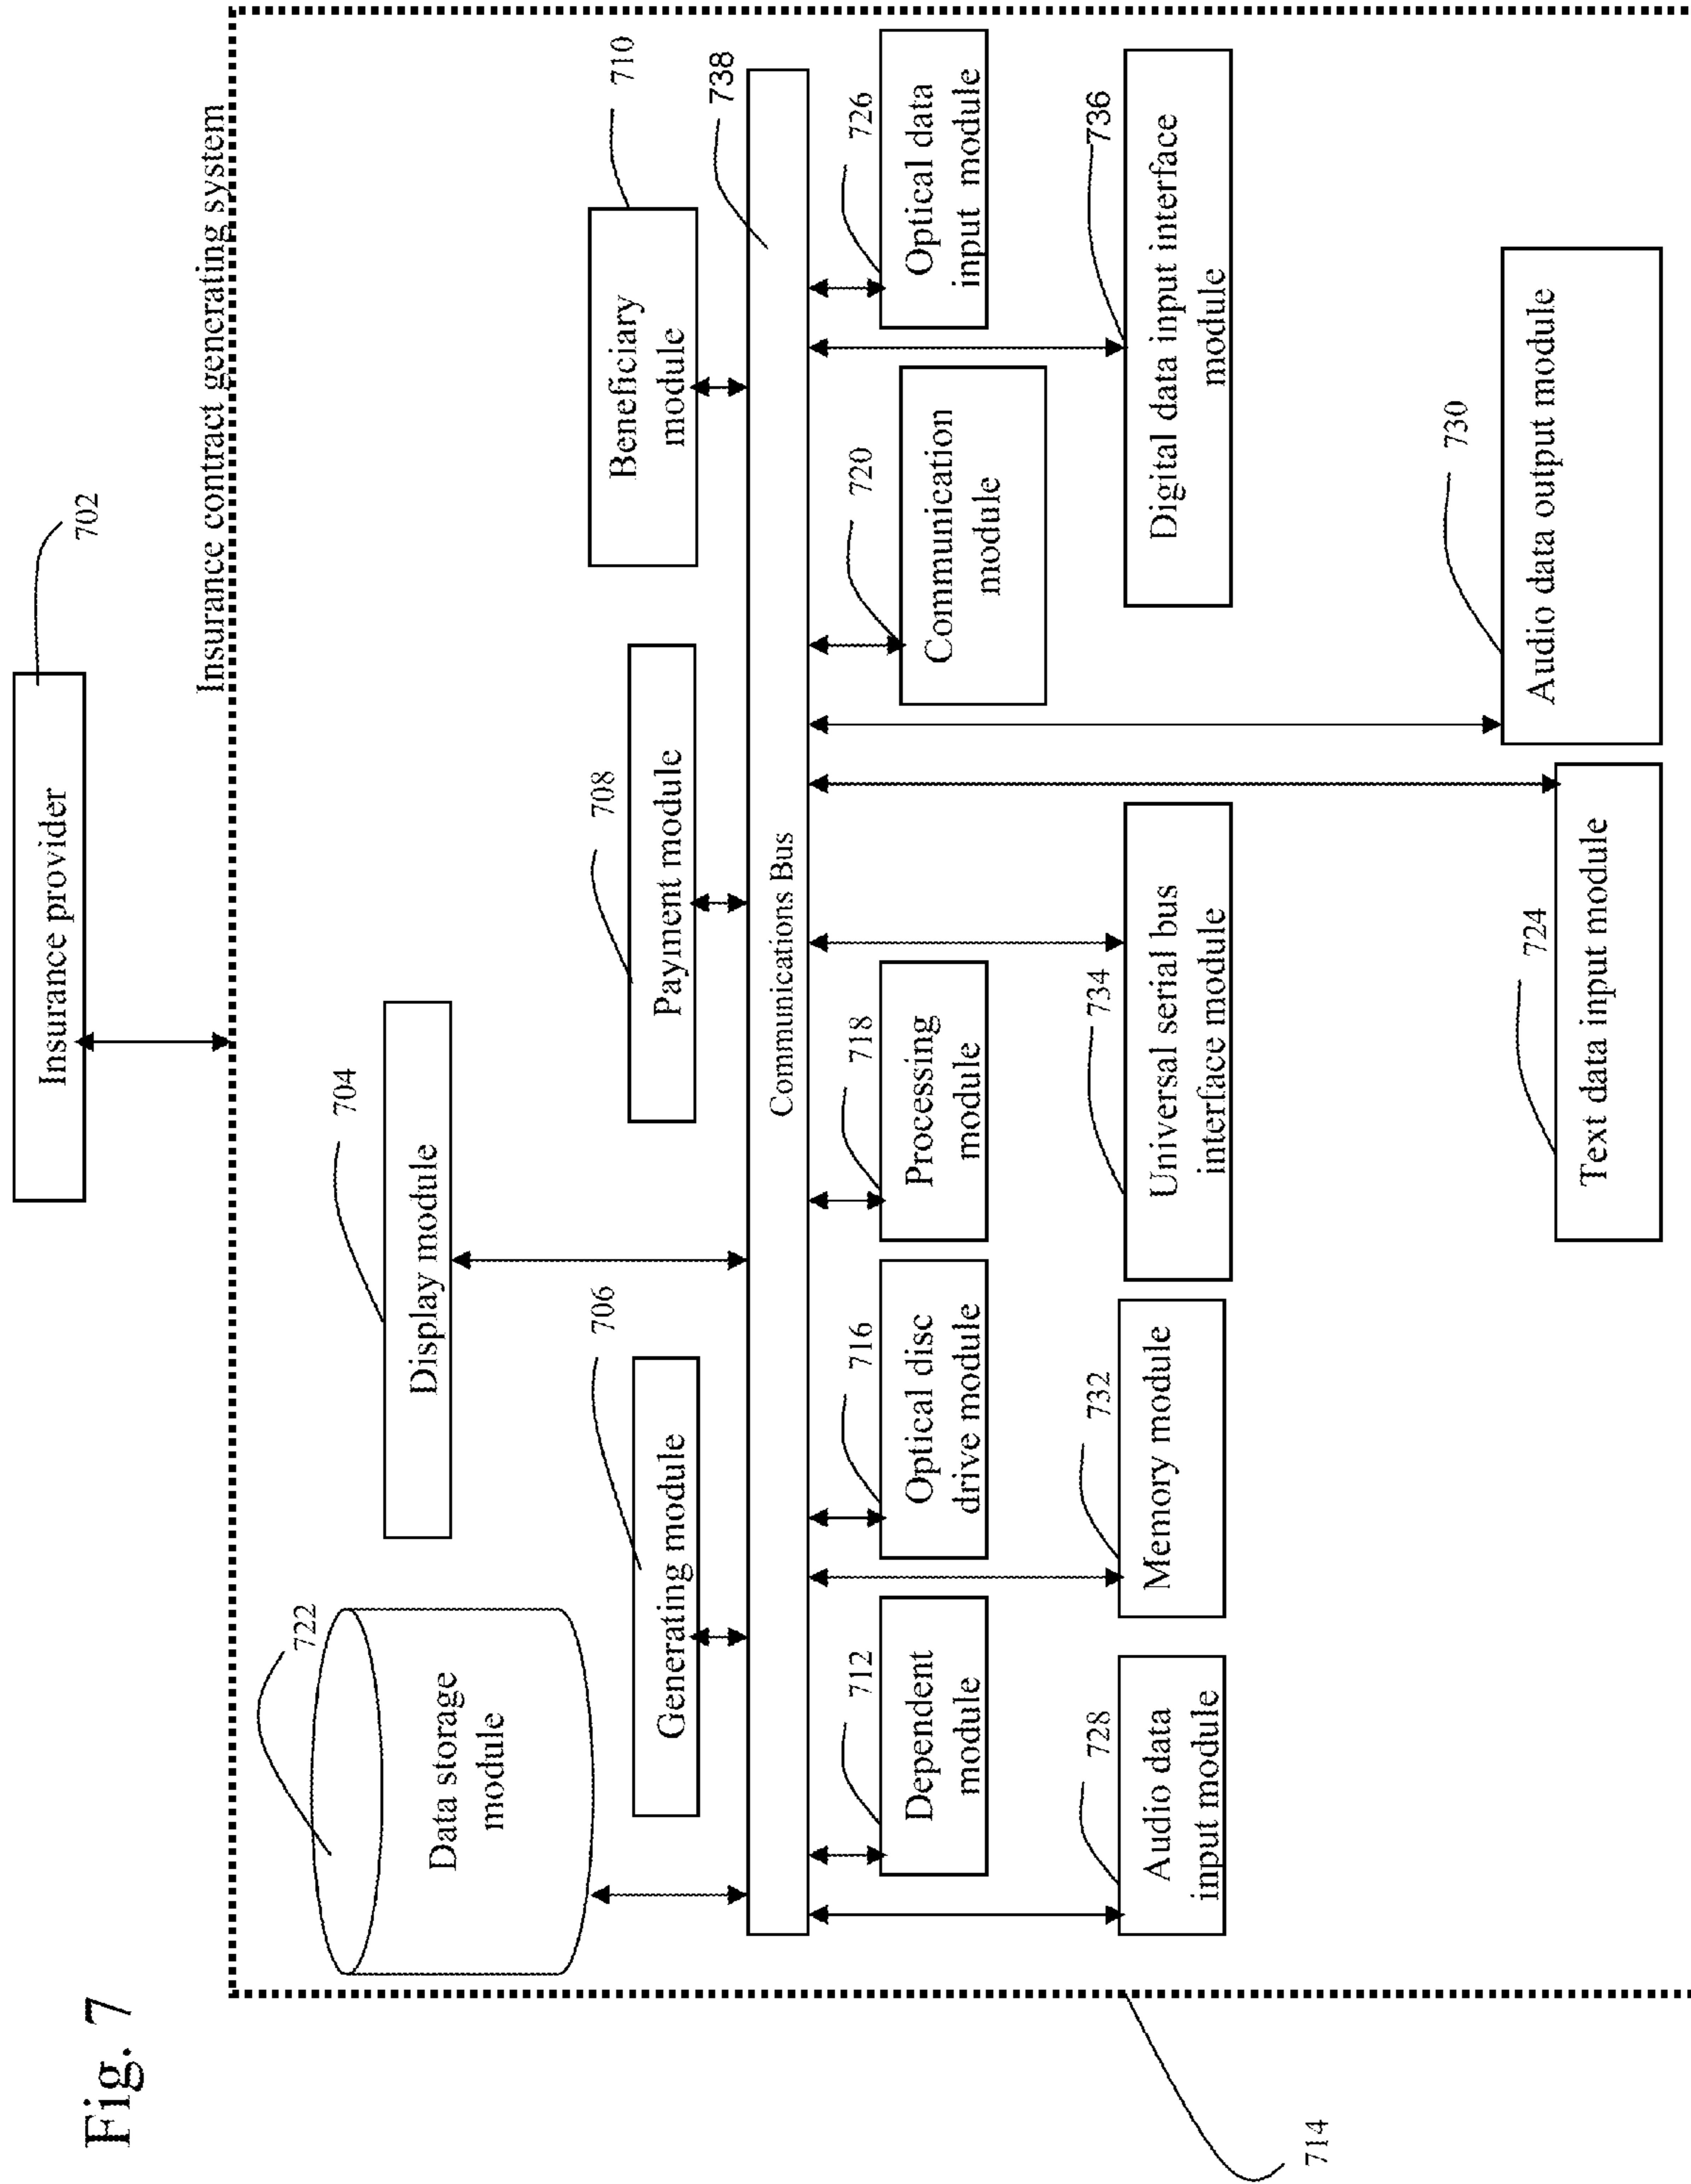 Fig. 7
Insurance provider
702
Insurance contract generating system
722
Data storage
module
704
Display module
706
Generating module
708
Payment module
710
Beneficiary
module
738
Communications Bus
712
Dependent
module
716
Optical disc
drive module
718
Processing
module
720
Communication
module
726
Optical data
input module
728
Audio data
input module
732
Memory module
734
Universal serial bus
interface module
736
Digital data input interface
module
724
Text data input module
730
Audio data output module
714